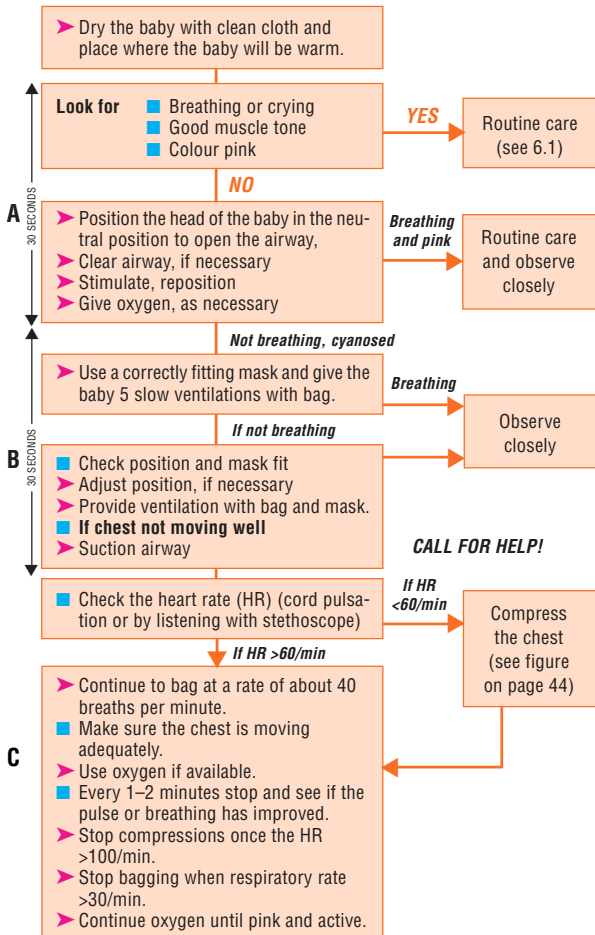 ➤ Dry the baby with clean cloth and
place where the baby will be warm.
Look for ■ Breathing or crying
■ Good muscle tone
■ Colour pink
YES
Routine care
(see 6.1)
NO
A
30 SECONDS
➤ Position the head of the baby in the neu-
tral position to open the airway,
➤ Clear airway, if necessary
➤ Stimulate, reposition
➤ Give oxygen, as necessary
Breathing
and pink
Routine care
and observe
closely
Not breathing, cyanosed
➤ Use a correctly fitting mask and give the
baby 5 slow ventilations with bag.
Breathing
Observe
closely
If not breathing
B
30 SECONDS
■ Check position and mask fit
➤ Adjust position, if necessary
➤ Provide ventilation with bag and mask.
■ If chest not moving well
➤ Suction airway
CALL FOR HELP!
■ Check the heart rate (HR) (cord pulsa-
tion or by listening with stethoscope)
If HR
<60/min
Compress
the chest
(see figure
on page 44)
If HR >60/min
C
➤ Continue to bag at a rate of about 40
breaths per minute.
■ Make sure the chest is moving
adequately.
➤ Use oxygen if available.
■ Every 1–2 minutes stop and see if the
pulse or breathing has improved.
➤ Stop compressions once the HR
>100/min.
➤ Stop bagging when respiratory rate
>30/min.
➤ Continue oxygen until pink and active.